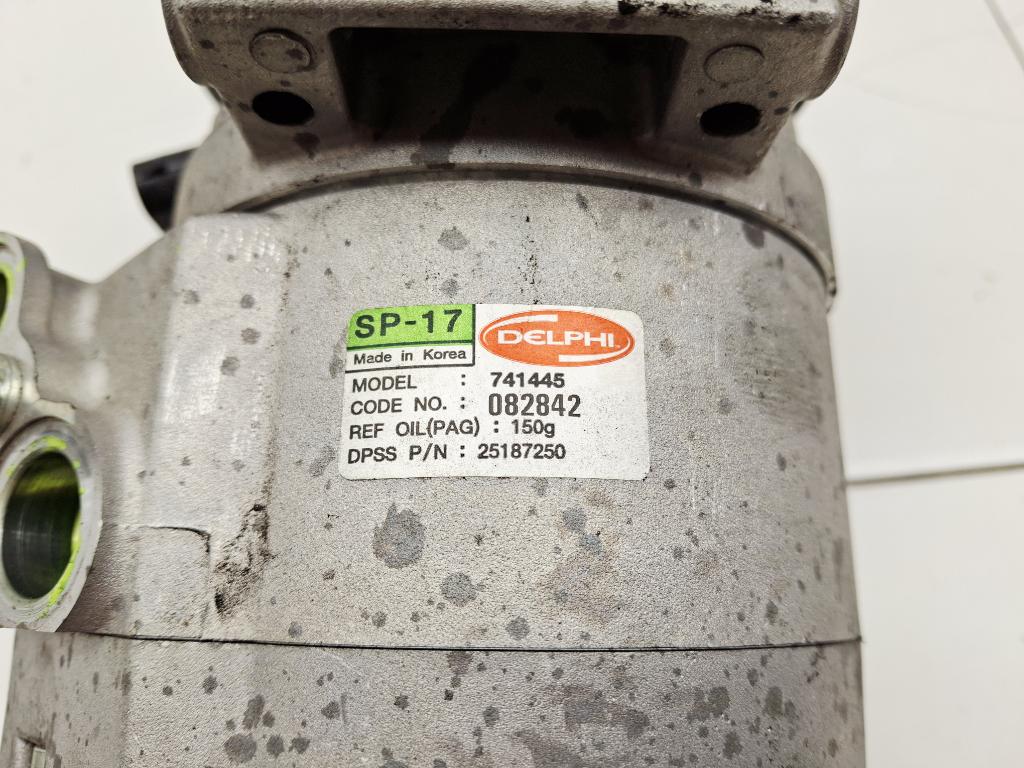 SP-17
DELPHI
Made in Korea
MODEL : 741445
CODE NO. : 082842
REF OIL(PAG) : 150g
DPSS P/N : 25187250